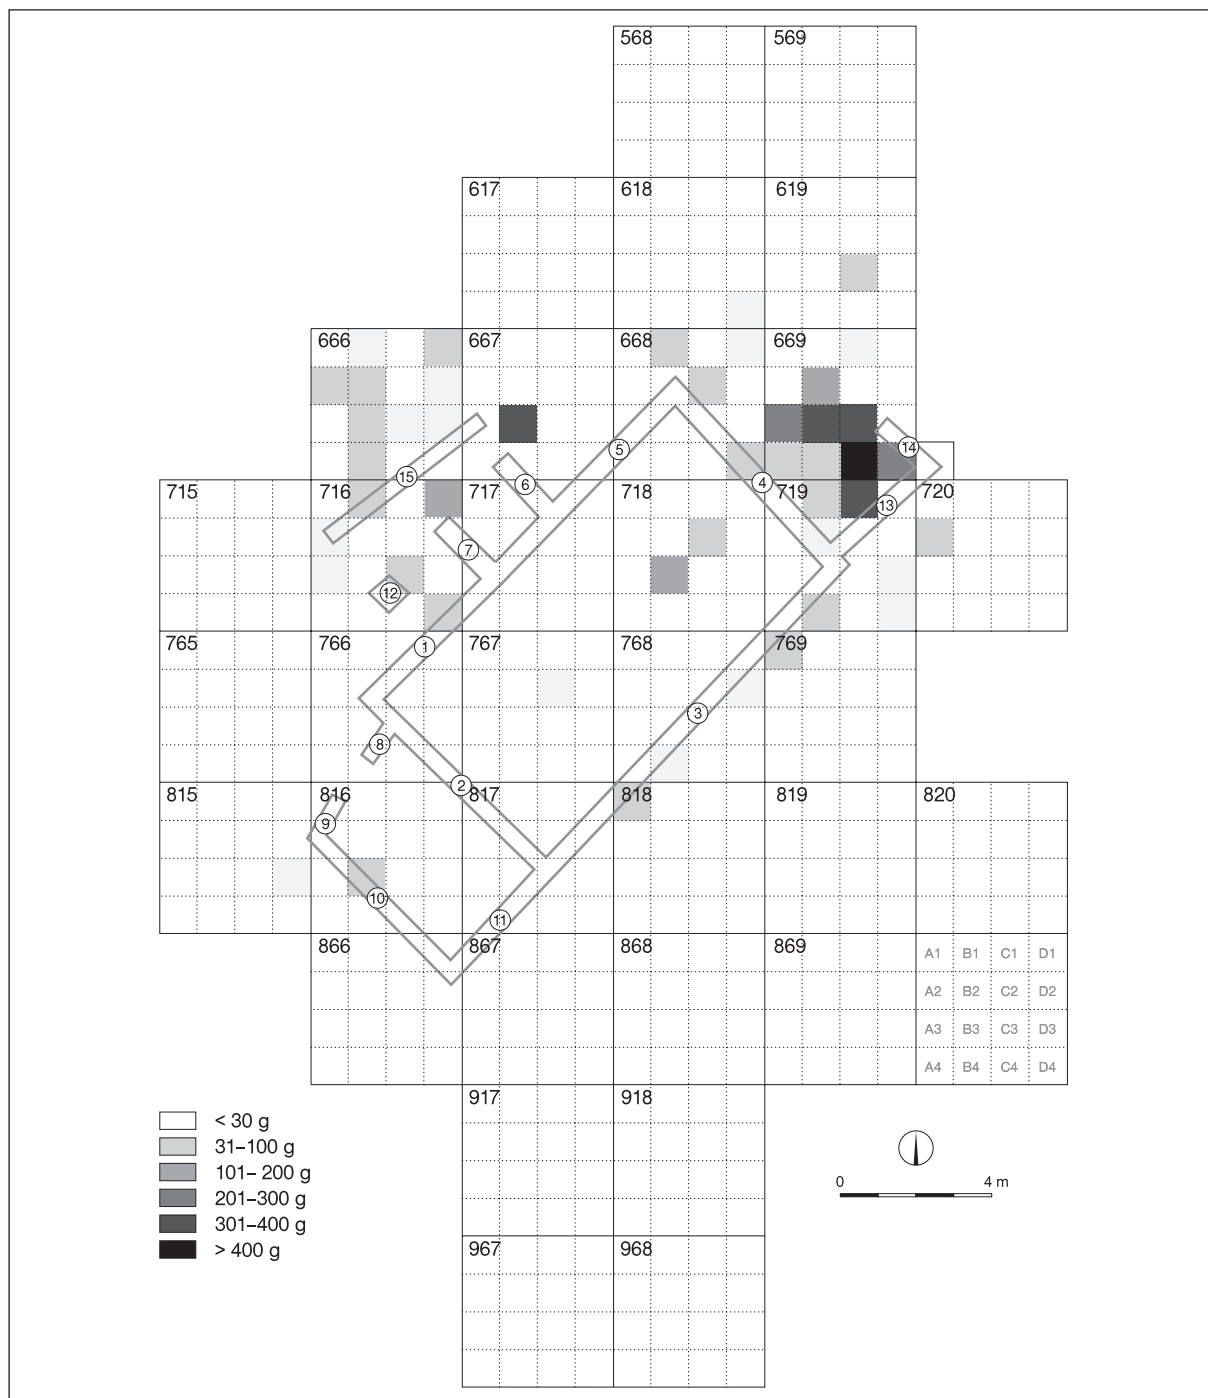 568 569
617 618 619
666 667 668 669
14
5
15 6 4
715 716 717 718 719 720
13
7
12
1
765 766 767 768 769
3
8
2
815 816 817 818 819 820
9
10
11
866 867 868 869
A1 B1 C1 D1
A2 B2 C2 D2
A3 B3 C3 D3
A4 B4 C4 D4
917 918
< 30 g
31–100 g
101– 200 g
201–300 g
301–400 g
> 400 g
0 4 m
967 968